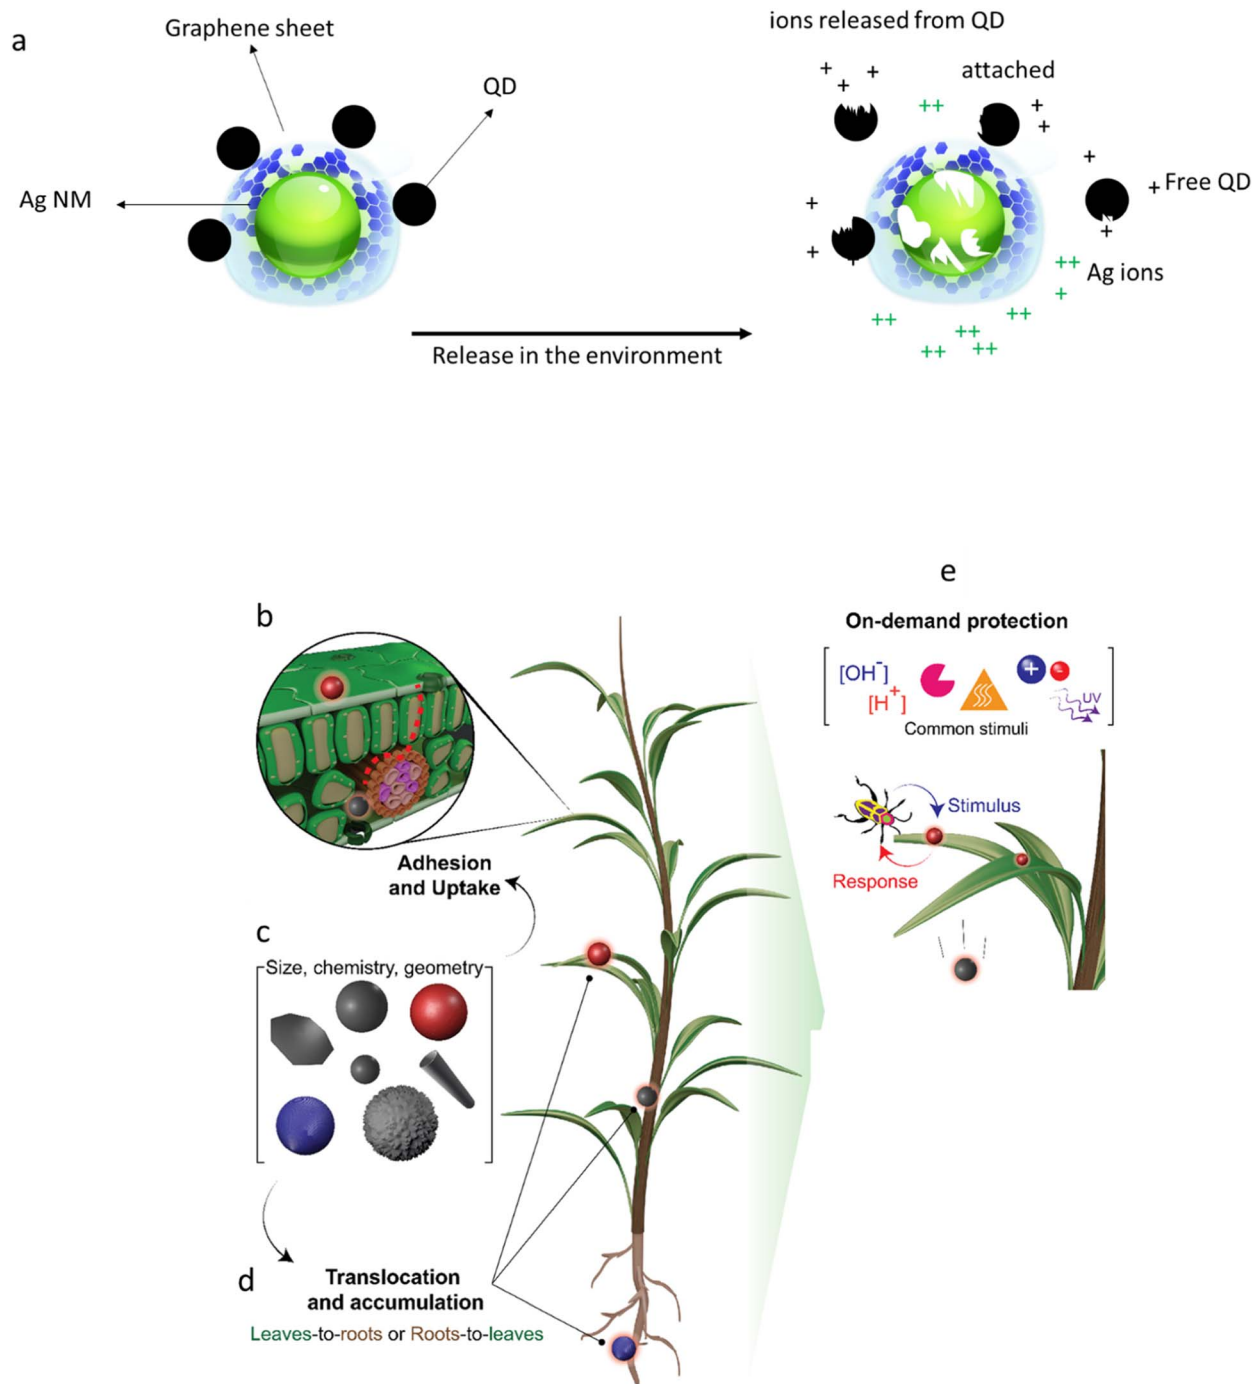 a
Graphene sheet
QD
Ag NM
Release in the environment
ions released from QD
+ + +
++
attached
+ +
+
+ Free QD
+
+ +
++
Ag ions
+
++ ++ ++ ++ ++
b
Adhesion
and Uptake
c
Size, chemistry, geometry
d
Translocation
and accumulation
Leaves-to-roots or Roots-to-leaves
e
On-demand protection
[OH⁻]
[H⁺]
+ -
UV
Common stimuli
Stimulus
Response